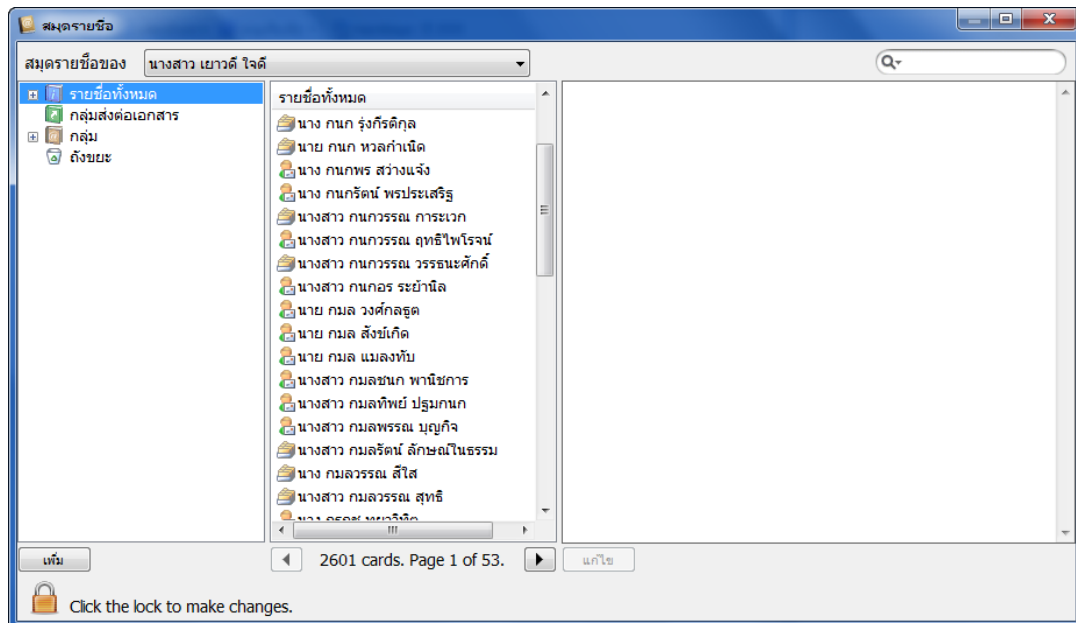 สมุดรายชื่อ
สมุดรายชื่อของ นางสาว เยาวดี ใจดี
รายชื่อทั้งหมด
กลุ่มส่งต่อเอกสาร
กลุ่ม
ถังขยะ
รายชื่อทั้งหมด
นาง กนก รุ่งกีรติกุล
นาย กนก หวลกำเนิด
นาง กนกพร สว่างแจ้ง
นาง กนกรัตน์ พรประเสริฐ
นางสาว กนกวรรณ การะเวก
นางสาว กนกวรรณ ฤทธิไพโรจน์
นางสาว กนกวรรณ วรรธนะศักดิ์
นางสาว กนกอร ระย้านิล
นาย กมล วงศ์กลธูต
นาย กมล สังข์เกิด
นาย กมล แมลงทับ
นางสาว กมลชนก พานิชการ
นางสาว กมลทิพย์ ปฐมกนก
นางสาว กมลพรรณ บุญกิจ
นางสาว กมลรัตน์ ลักษณ์ในธรรม
นาง กมลวรรณ สีใส
นางสาว กมลวรรณ สุทธิ
เพิ่ม
2601 cards. Page 1 of 53.
แก้ไข
Click the lock to make changes.